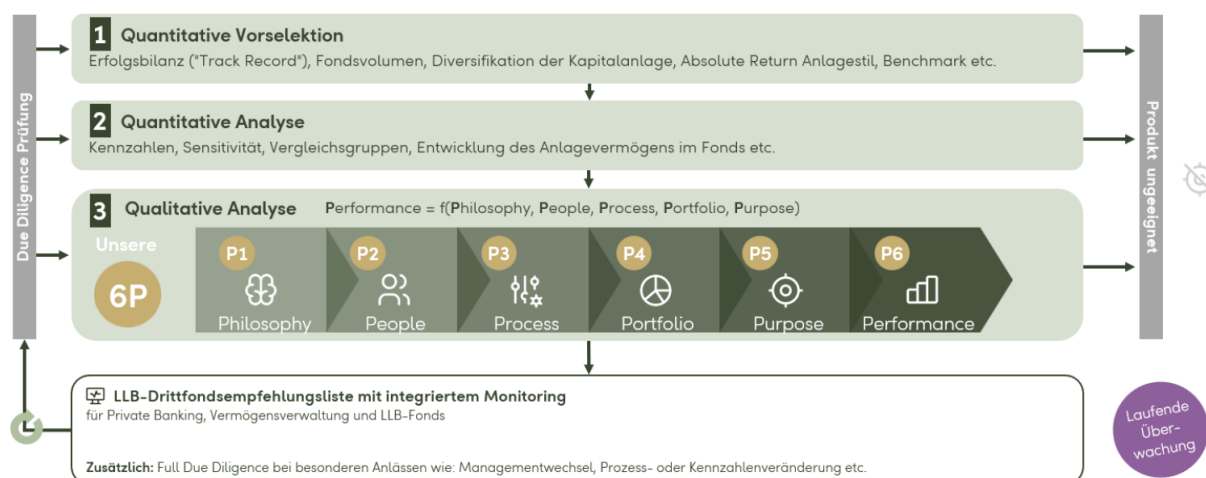 Due Diligence Prüfung
1 Quantitative Vorselektion
Erfolgsbilanz ("Track Record"), Fondsvolumen, Diversifikation der Kapitalanlage, Absolute Return Anlagestil, Benchmark etc.
2 Quantitative Analyse
Kennzahlen, Sensitivität, Vergleichsgruppen, Entwicklung des Anlagevermögens im Fonds etc.
3 Qualitative Analyse Performance = f(Philosophy, People, Process, Portfolio, Purpose)
Unsere
6P
P1 P2 P3 P4 P5 P6
Philosophy People Process Portfolio Purpose Performance
Produkt ungeeignet
LLB-Drittfondsempfehlungsliste mit integriertem Monitoring
für Private Banking, Vermögensverwaltung und LLB-Fonds
Zusätzlich: Full Due Diligence bei besonderen Anlässen wie: Managementwechsel, Prozess- oder Kennzahlenveränderung etc.
Laufende
Über-
wachung